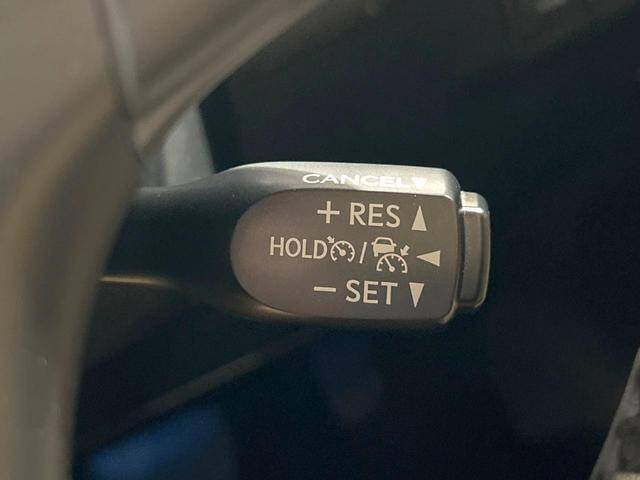 CANCEL▼
+ RES ▲
HOLD / ◀
− SET ▼